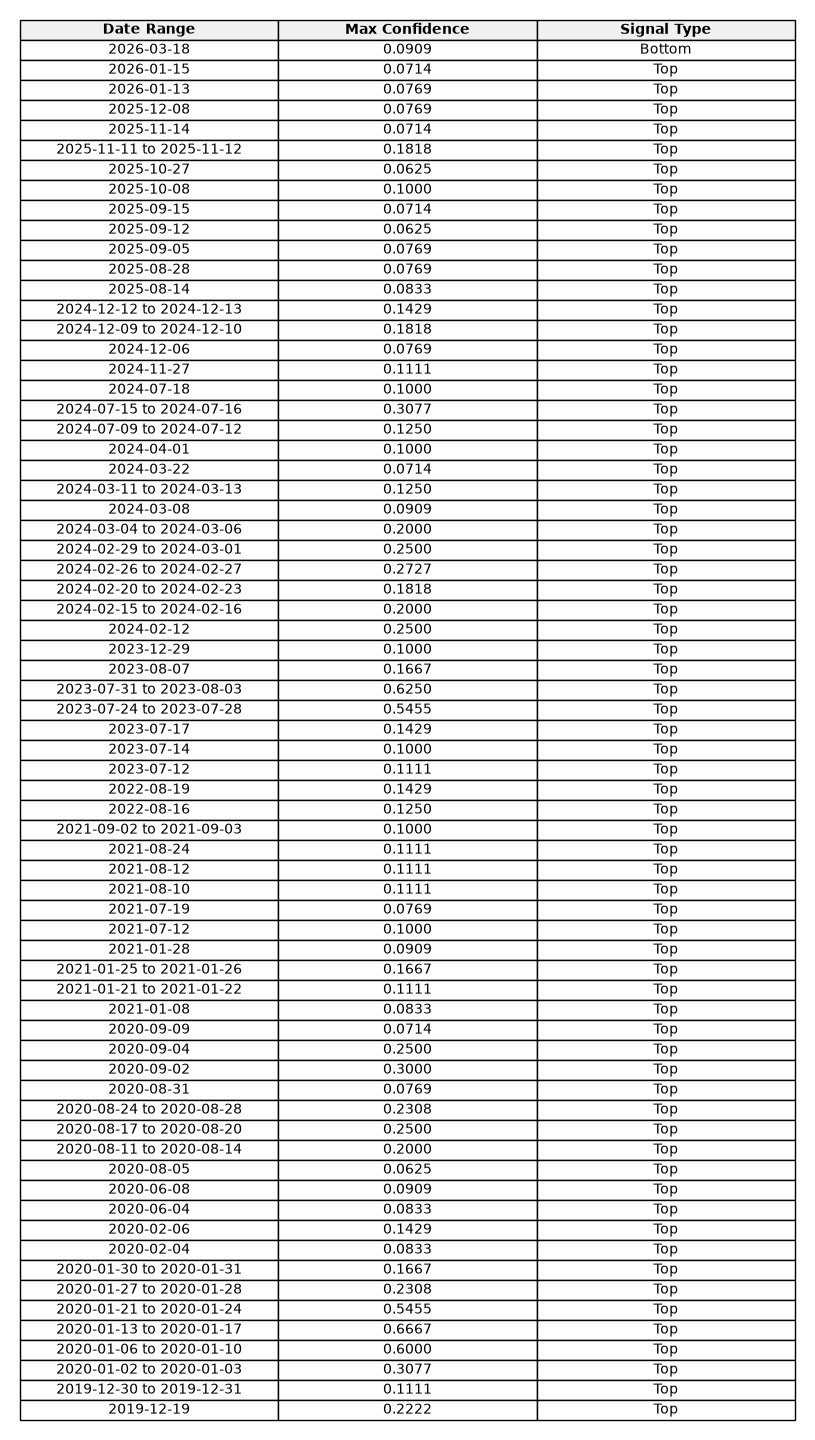 Date Range Max Confidence Signal Type
2026-03-18 0.0909 Bottom
2026-01-15 0.0714 Top
2026-01-13 0.0769 Top
2025-12-08 0.0769 Top
2025-11-14 0.0714 Top
2025-11-11 to 2025-11-12 0.1818 Top
2025-10-27 0.0625 Top
2025-10-08 0.1000 Top
2025-09-15 0.0714 Top
2025-09-12 0.0625 Top
2025-09-05 0.0769 Top
2025-08-28 0.0769 Top
2025-08-14 0.0833 Top
2024-12-12 to 2024-12-13 0.1429 Top
2024-12-09 to 2024-12-10 0.1818 Top
2024-12-06 0.0769 Top
2024-11-27 0.1111 Top
2024-07-18 0.1000 Top
2024-07-15 to 2024-07-16 0.3077 Top
2024-07-09 to 2024-07-12 0.1250 Top
2024-04-01 0.1000 Top
2024-03-22 0.0714 Top
2024-03-11 to 2024-03-13 0.1250 Top
2024-03-08 0.0909 Top
2024-03-04 to 2024-03-06 0.2000 Top
2024-02-29 to 2024-03-01 0.2500 Top
2024-02-26 to 2024-02-27 0.2727 Top
2024-02-20 to 2024-02-23 0.1818 Top
2024-02-15 to 2024-02-16 0.2000 Top
2024-02-12 0.2500 Top
2023-12-29 0.1000 Top
2023-08-07 0.1667 Top
2023-07-31 to 2023-08-03 0.6250 Top
2023-07-24 to 2023-07-28 0.5455 Top
2023-07-17 0.1429 Top
2023-07-14 0.1000 Top
2023-07-12 0.1111 Top
2022-08-19 0.1429 Top
2022-08-16 0.1250 Top
2021-09-02 to 2021-09-03 0.1000 Top
2021-08-24 0.1111 Top
2021-08-12 0.1111 Top
2021-08-10 0.1111 Top
2021-07-19 0.0769 Top
2021-07-12 0.1000 Top
2021-01-28 0.0909 Top
2021-01-25 to 2021-01-26 0.1667 Top
2021-01-21 to 2021-01-22 0.1111 Top
2021-01-08 0.0833 Top
2020-09-09 0.0714 Top
2020-09-04 0.2500 Top
2020-09-02 0.3000 Top
2020-08-31 0.0769 Top
2020-08-24 to 2020-08-28 0.2308 Top
2020-08-17 to 2020-08-20 0.2500 Top
2020-08-11 to 2020-08-14 0.2000 Top
2020-08-05 0.0625 Top
2020-06-08 0.0909 Top
2020-06-04 0.0833 Top
2020-02-06 0.1429 Top
2020-02-04 0.0833 Top
2020-01-30 to 2020-01-31 0.1667 Top
2020-01-27 to 2020-01-28 0.2308 Top
2020-01-21 to 2020-01-24 0.5455 Top
2020-01-13 to 2020-01-17 0.6667 Top
2020-01-06 to 2020-01-10 0.6000 Top
2020-01-02 to 2020-01-03 0.3077 Top
2019-12-30 to 2019-12-31 0.1111 Top
2019-12-19 0.2222 Top